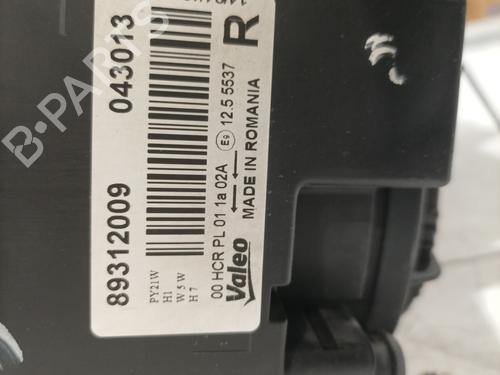 R
89312009 043013
PY21W
H1
W5W
H7
00 HCR PL 01 1a 02A E9 12.5 5537
Valeo MADE IN ROMANIA
B-PARTS